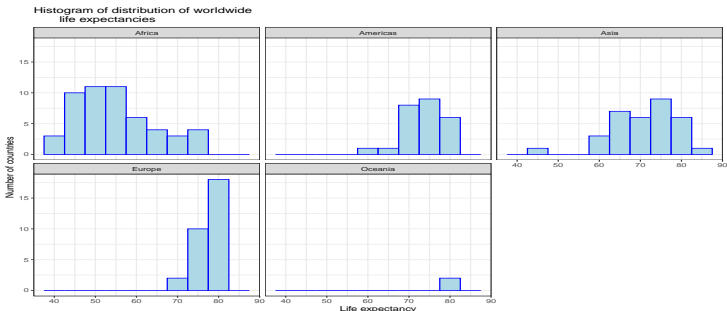 Histogram of distribution of worldwide
life expectancies
Africa
Americas
Asia
15
10
5
0
40 50 60 70 80 90
Europe
Oceania
15
10
5
0
40 50 60 70 80 90
40 50 60 70 80 90
Number of countries
Life expectancy